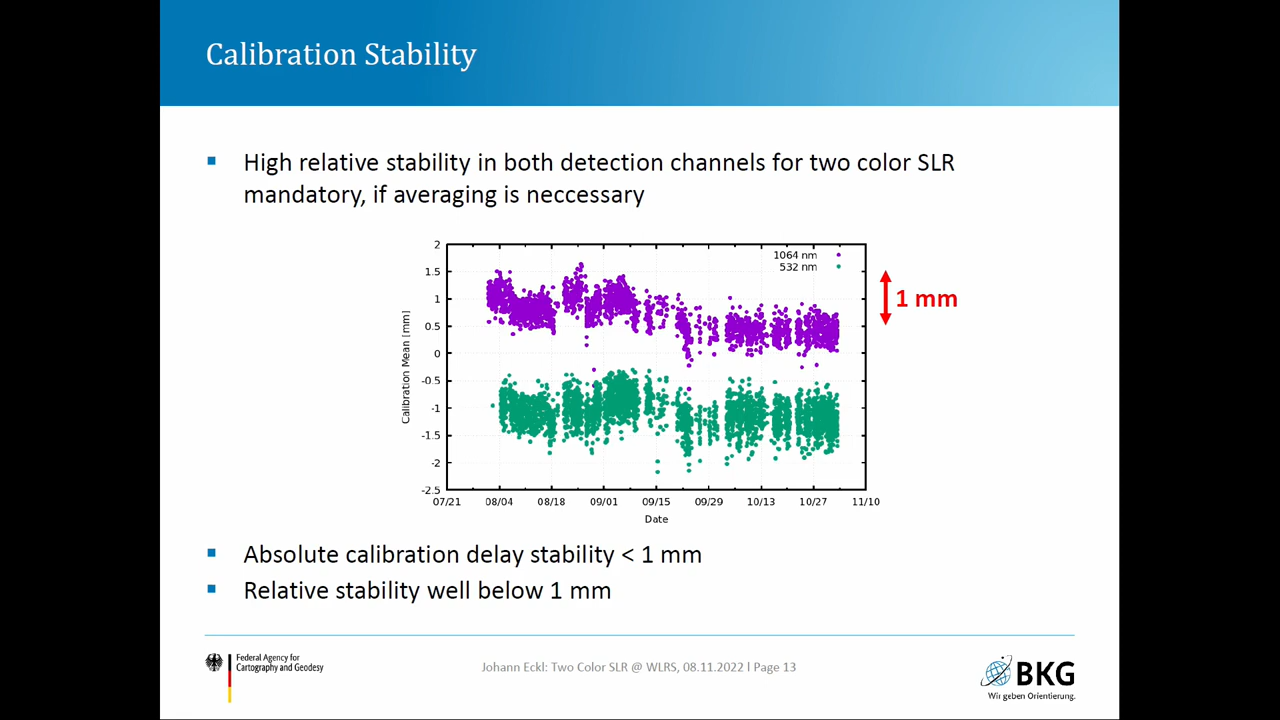 Calibration Stability
High relative stability in both detection channels for two color SLR
mandatory, if averaging is neccessary
2
1.5
1
0.5
0
-0.5
-1
-1.5
-2
-2.5
Calibration Mean [mm]
1064 nm
532 nm
1 mm
07/21 08/04 08/18 09/01 09/15 09/29 10/13 10/27 11/10
Date
Absolute calibration delay stability < 1 mm
Relative stability well below 1 mm
Federal Agency for
Cartography and Geodesy
Johann Eckl: Two Color SLR @ WLRS, 08.11.2022 I Page 13
BKG
Wir geben Orientierung.